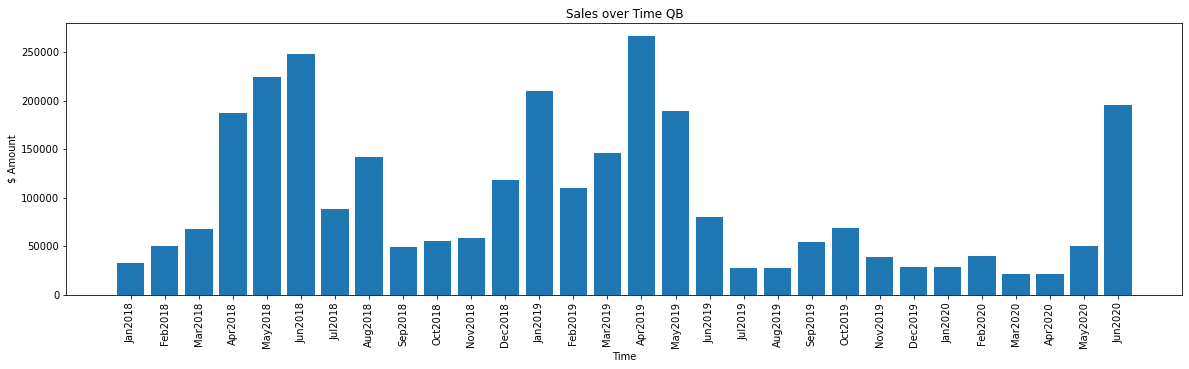 Sales over Time QB
$ Amount
250000
200000
150000
100000
50000
0
Jan2018
Feb2018
Mar2018
Apr2018
May2018
Jun2018
Jul2018
Aug2018
Sep2018
Oct2018
Nov2018
Dec2018
Jan2019
Feb2019
Mar2019
Apr2019
May2019
Jun2019
Jul2019
Aug2019
Sep2019
Oct2019
Nov2019
Dec2019
Jan2020
Feb2020
Mar2020
Apr2020
May2020
Jun2020
Time